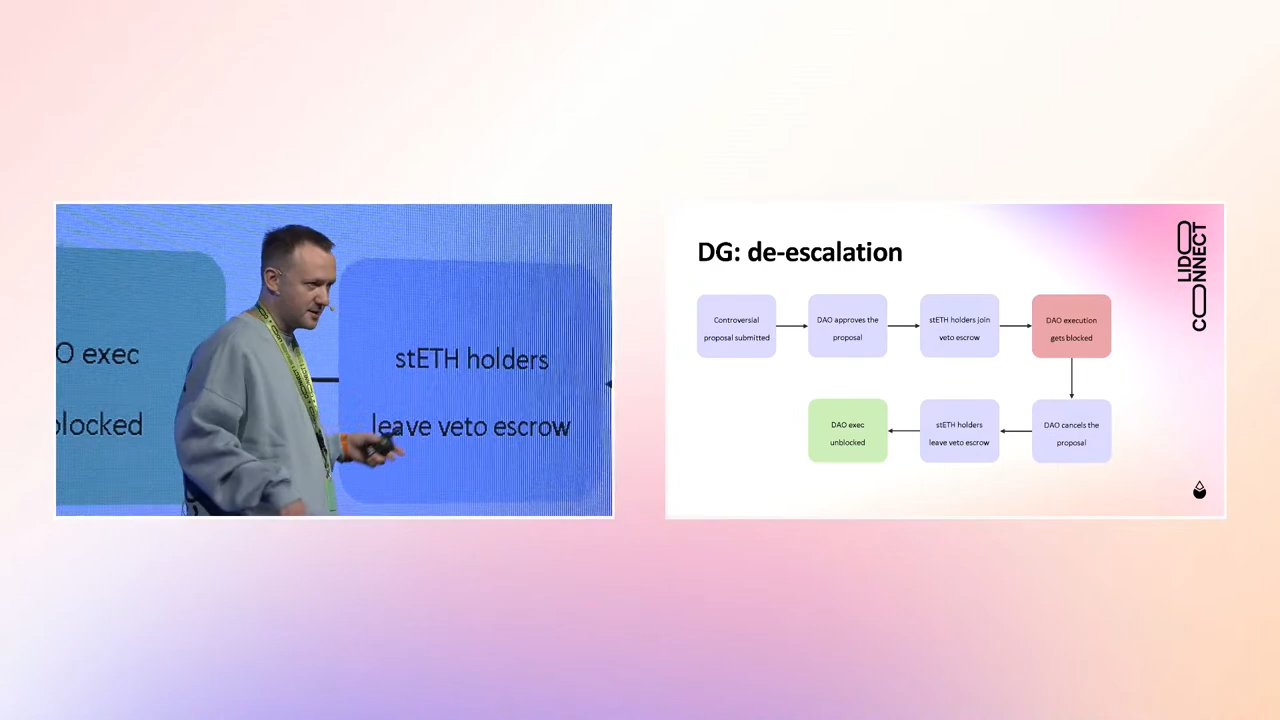 O exec
blocked
stETH holders
leave veto escrow
DG: de-escalation
LIDO
CONNECT
Controversial
proposal submitted
DAO approves the
proposal
stETH holders join
veto escrow
DAO execution
gets blocked
DAO exec
unblocked
stETH holders
leave veto escrow
DAO cancels the
proposal